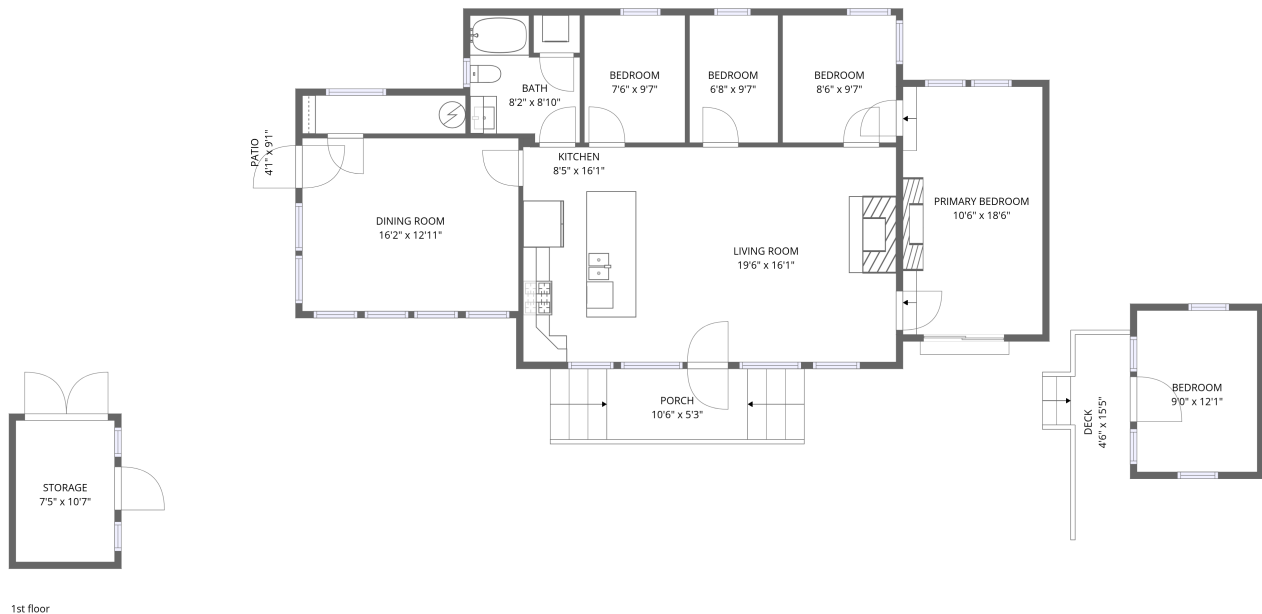 BEDROOM
7'6" x 9'7"
BEDROOM
6'8" x 9'7"
BEDROOM
8'6" x 9'7"
BATH
8'2" x 8'10"
PATIO
4'1" x 9'1"
KITCHEN
8'5" x 16'1"
DINING ROOM
16'2" x 12'11"
PRIMARY BEDROOM
10'6" x 18'6"
LIVING ROOM
19'6" x 16'1"
PORCH
10'6" x 5'3"
BEDROOM
9'0" x 12'1"
DECK
4'6" x 15'5"
STORAGE
7'5" x 10'7"
1st floor